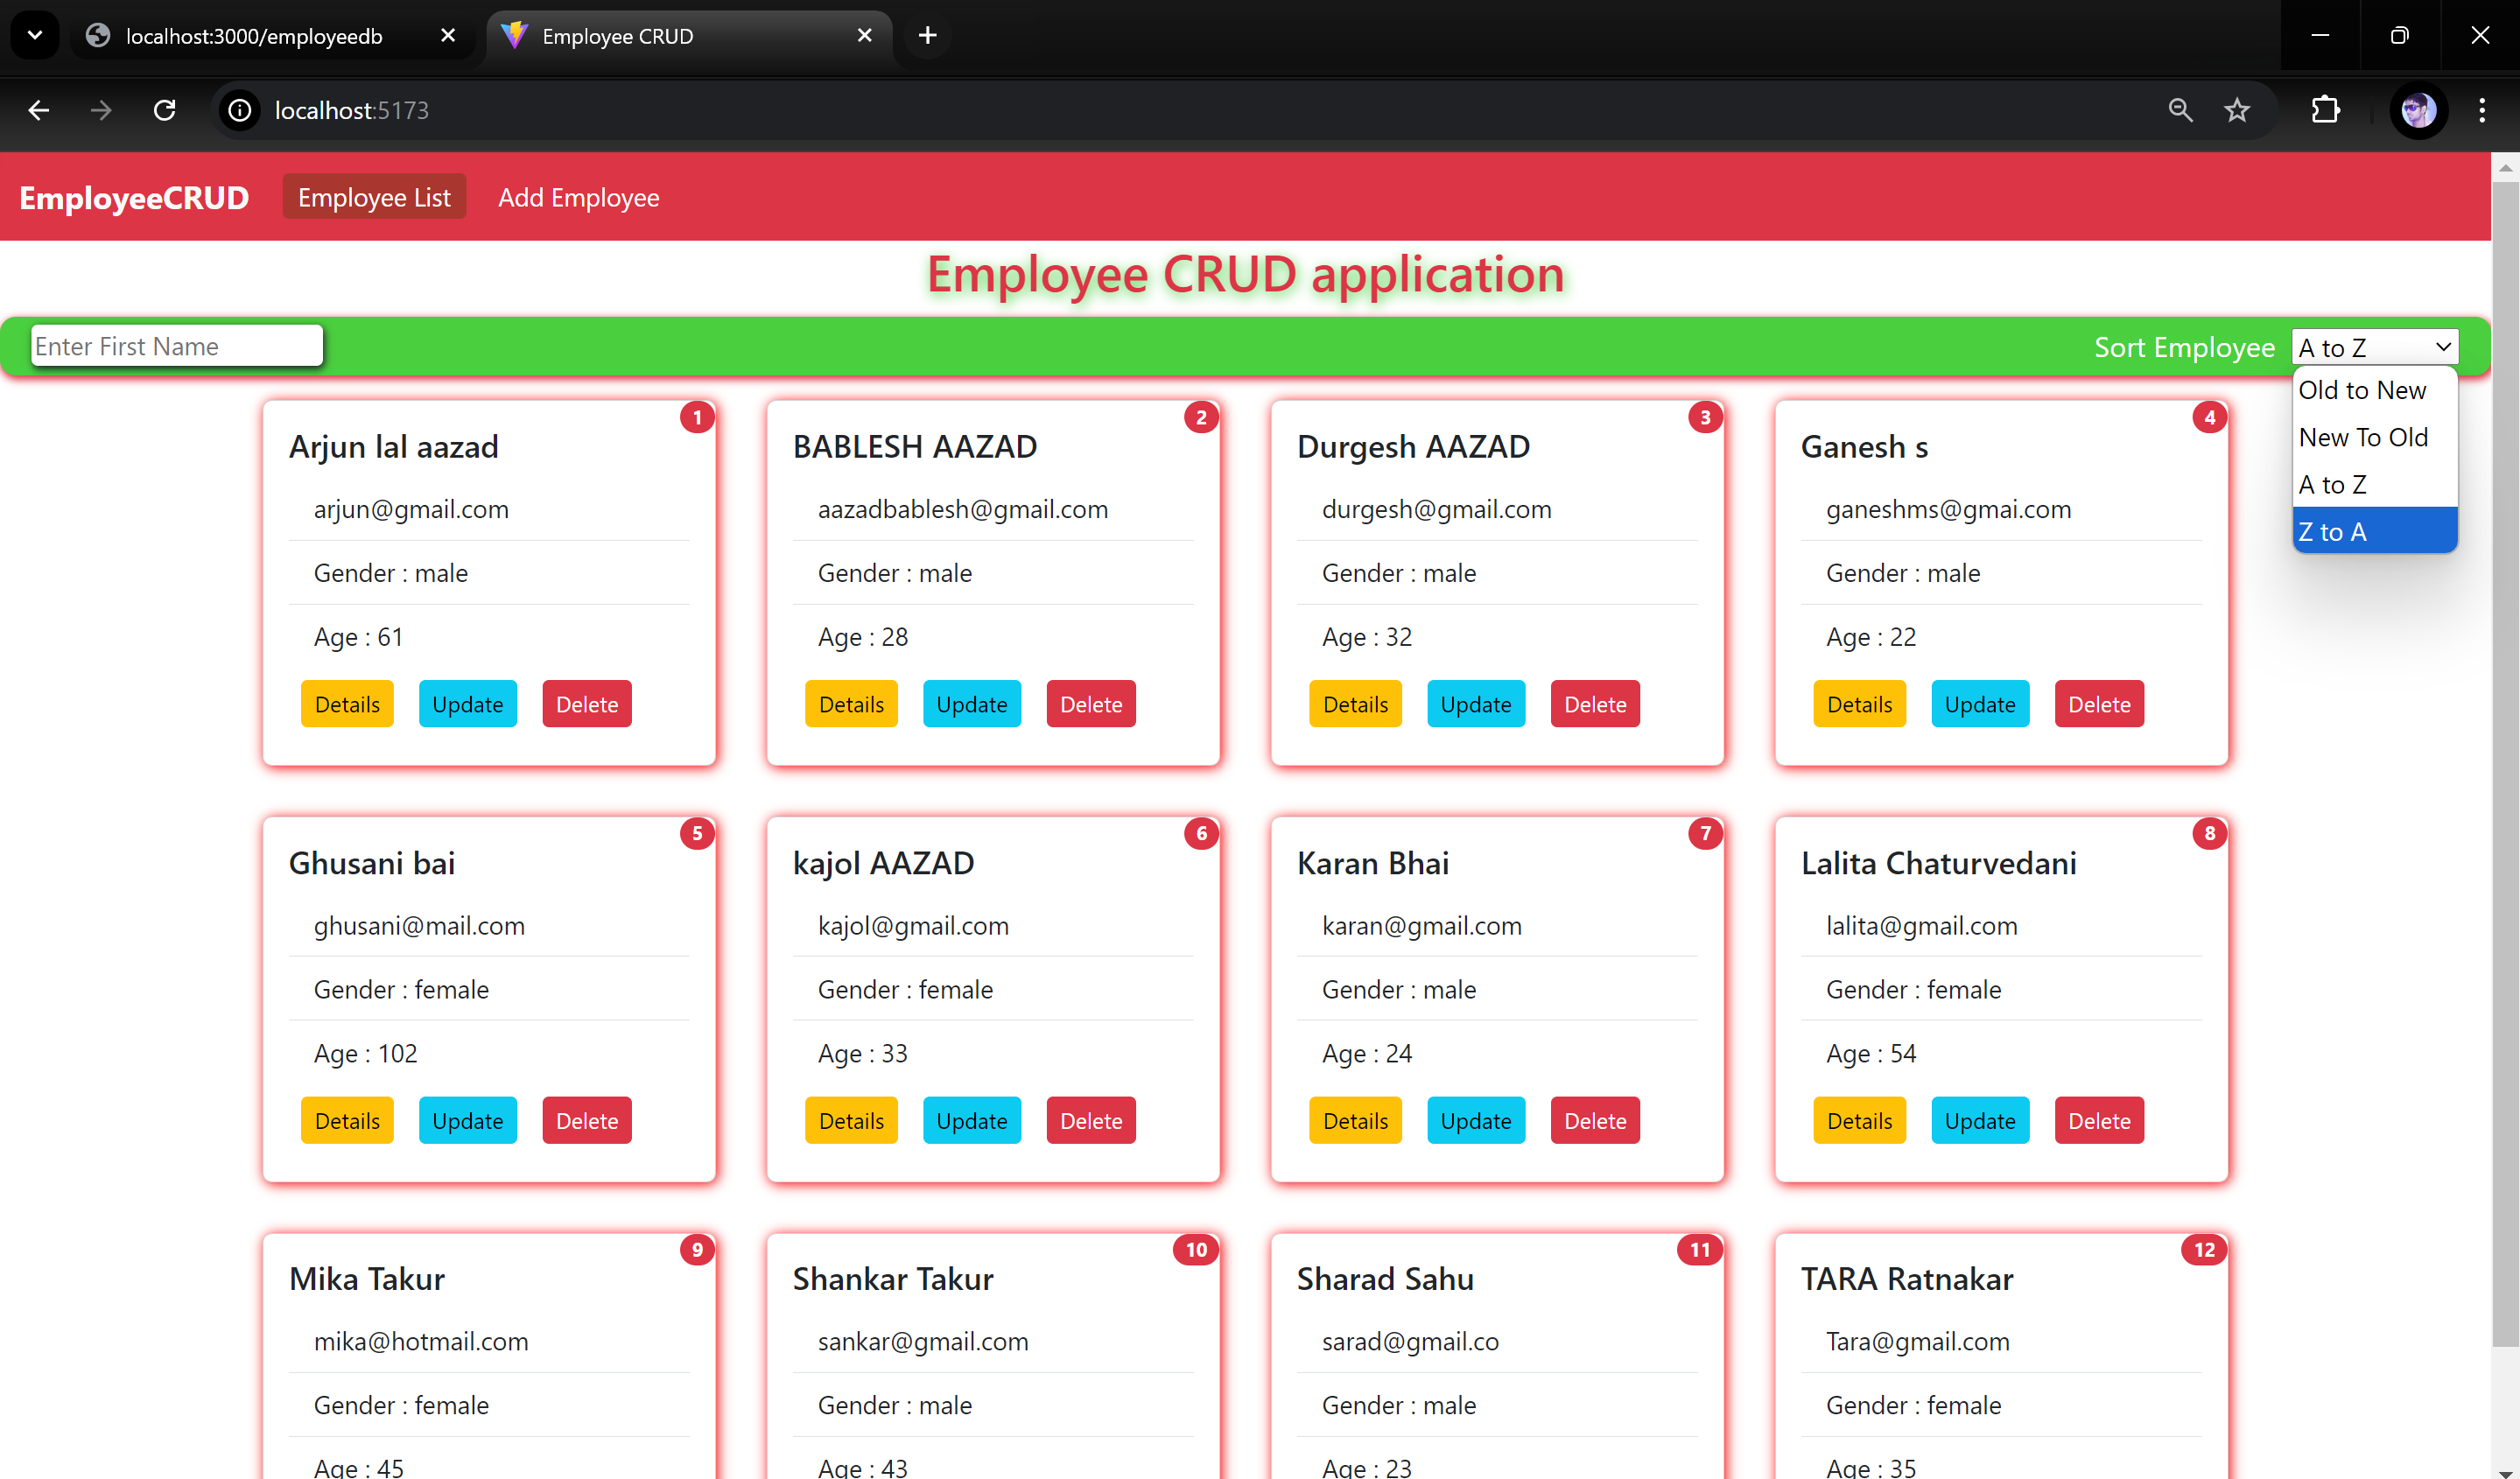 localhost:3000/employeedb
Employee CRUD
localhost:5173
EmployeeCRUD Employee List Add Employee
Employee CRUD application
Enter First Name
Sort Employee A to Z
Old to New
New To Old
A to Z
Z to A
1
Arjun lal aazad
arjun@gmail.com
Gender : male
Age : 61
Details Update Delete
2
BABLESH AAZAD
aazadbablesh@gmail.com
Gender : male
Age : 28
Details Update Delete
3
Durgesh AAZAD
durgesh@gmail.com
Gender : male
Age : 32
Details Update Delete
4
Ganesh s
ganeshms@gmai.com
Gender : male
Age : 22
Details Update Delete
5
Ghusani bai
ghusani@mail.com
Gender : female
Age : 102
Details Update Delete
6
kajol AAZAD
kajol@gmail.com
Gender : female
Age : 33
Details Update Delete
7
Karan Bhai
karan@gmail.com
Gender : male
Age : 24
Details Update Delete
8
Lalita Chaturvedani
lalita@gmail.com
Gender : female
Age : 54
Details Update Delete
9
Mika Takur
mika@hotmail.com
Gender : female
Age : 45
10
Shankar Takur
sankar@gmail.com
Gender : male
Age : 43
11
Sharad Sahu
sarad@gmail.co
Gender : male
Age : 23
12
TARA Ratnakar
Tara@gmail.com
Gender : female
Age : 35